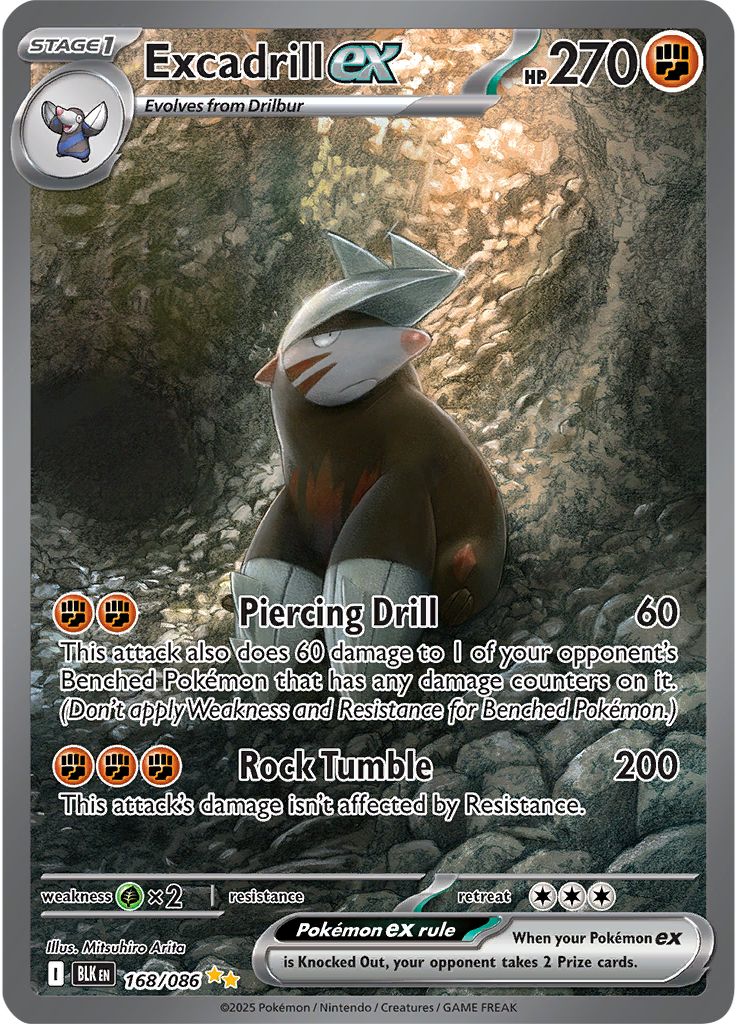 STAGE1
Excadrill ex
HP 270
Evolves from Drilbur
Piercing Drill 60
This attack also does 60 damage to 1 of your opponent's
Benched Pokémon that has any damage counters on it.
(Don't apply Weakness and Resistance for Benched Pokémon.)
Rock Tumble 200
This attack's damage isn't affected by Resistance.
weakness ×2 resistance retreat
Illus. Mitsuhiro Arita
Pokémon ex rule
When your Pokémon ex
is Knocked Out, your opponent takes 2 Prize cards.
I BLK EN 168/086
©2025 Pokémon / Nintendo / Creatures / GAME FREAK